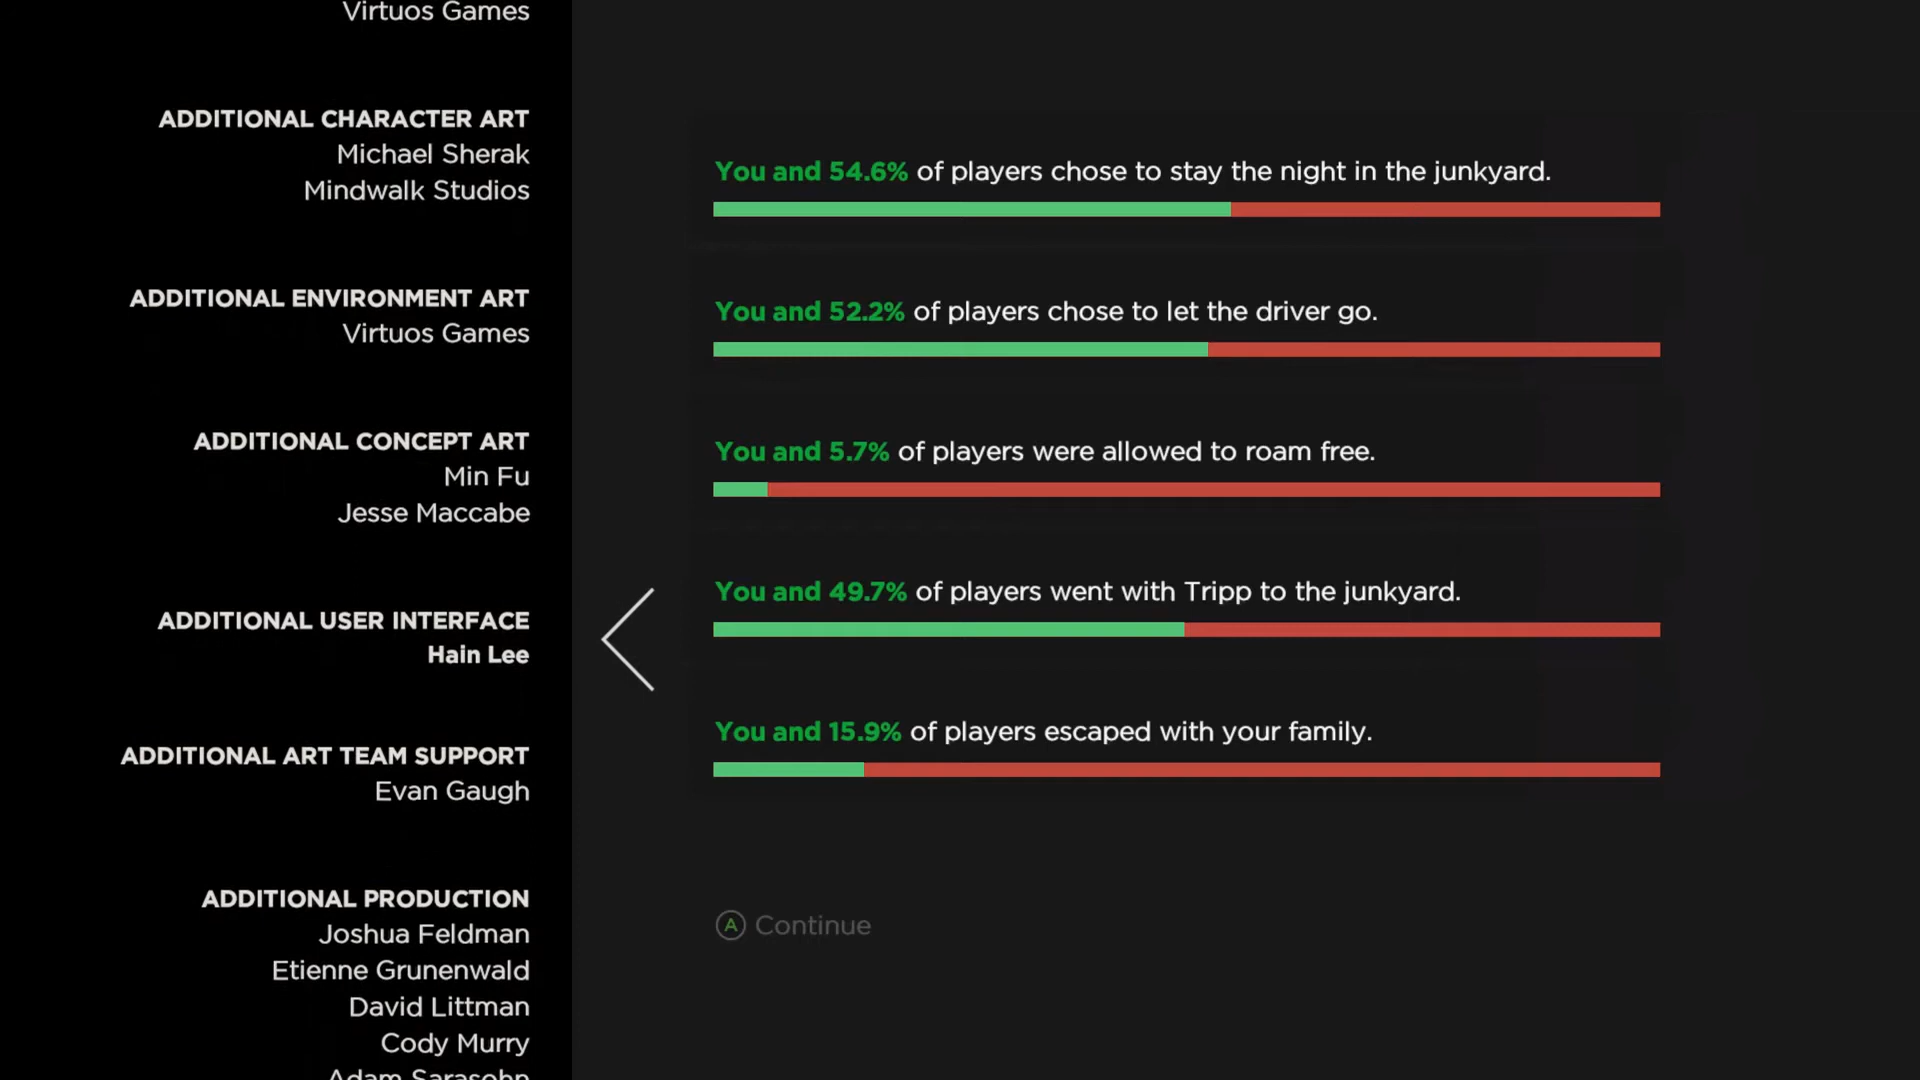 Virtuos Games
ADDITIONAL CHARACTER ART
Michael Sherak
Mindwalk Studios
ADDITIONAL ENVIRONMENT ART
Virtuos Games
ADDITIONAL CONCEPT ART
Min Fu
Jesse Maccabe
ADDITIONAL USER INTERFACE
Hain Lee
ADDITIONAL ART TEAM SUPPORT
Evan Gaugh
ADDITIONAL PRODUCTION
Joshua Feldman
Etienne Grunenwald
David Littman
Cody Murry
Adam Sarasohn
You and 54.6% of players chose to stay the night in the junkyard.
You and 52.2% of players chose to let the driver go.
You and 5.7% of players were allowed to roam free.
You and 49.7% of players went with Tripp to the junkyard.
You and 15.9% of players escaped with your family.
A Continue